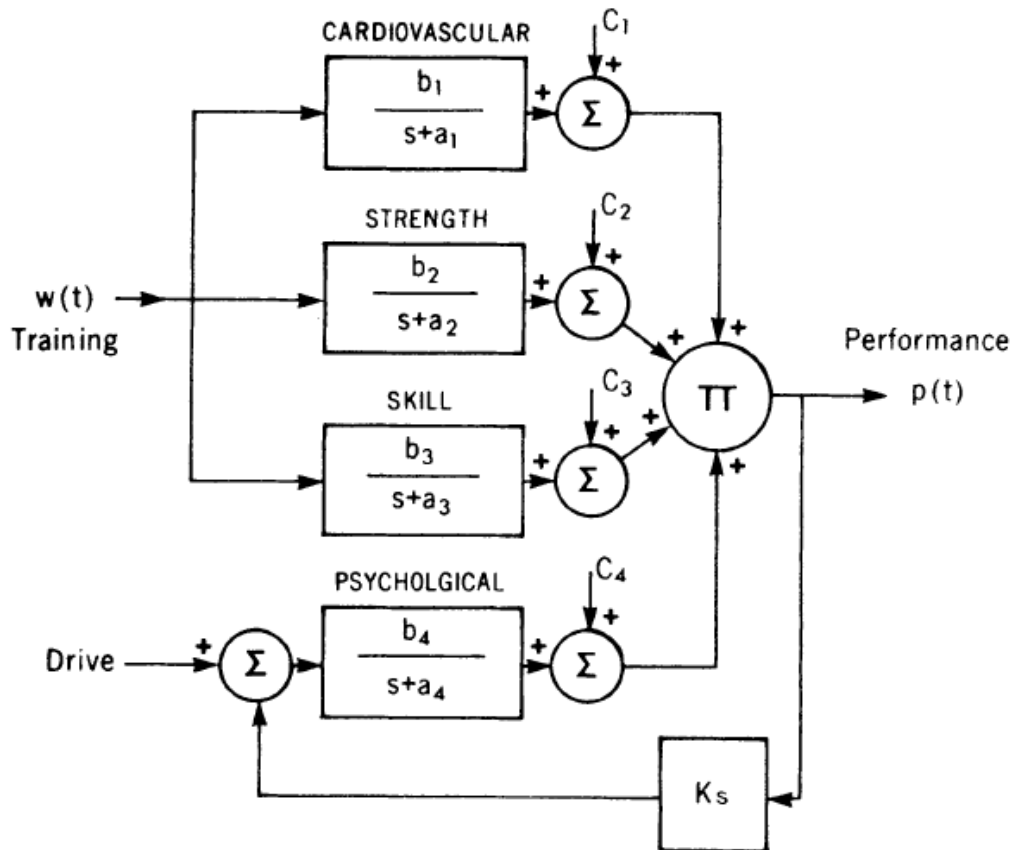 CARDIOVASCULAR
C₁
b₁
s+a₁
+
+
Σ
STRENGTH
C₂
b₂
s+a₂
+
+
Σ
w(t)
Training
+
+
Performance
π
p(t)
SKILL
C₃
b₃
s+a₃
+
+
Σ
+
+
PSYCHOLGICAL
C₄
b₄
s+a₄
+
+
Σ
Drive
+
Σ
Ks